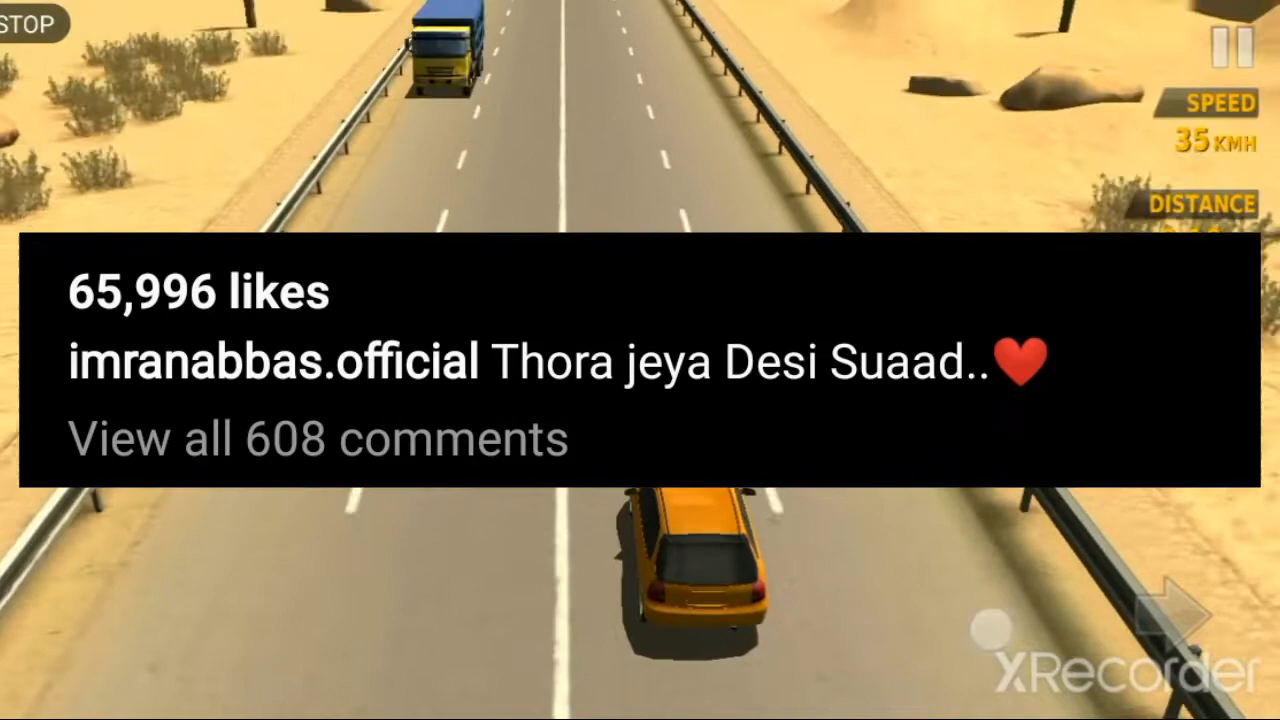 STOP
SPEED
35 KMH
DISTANCE
65,996 likes
imranabbas.official Thora jeya Desi Suaad..❤️
View all 608 comments
XRecorder